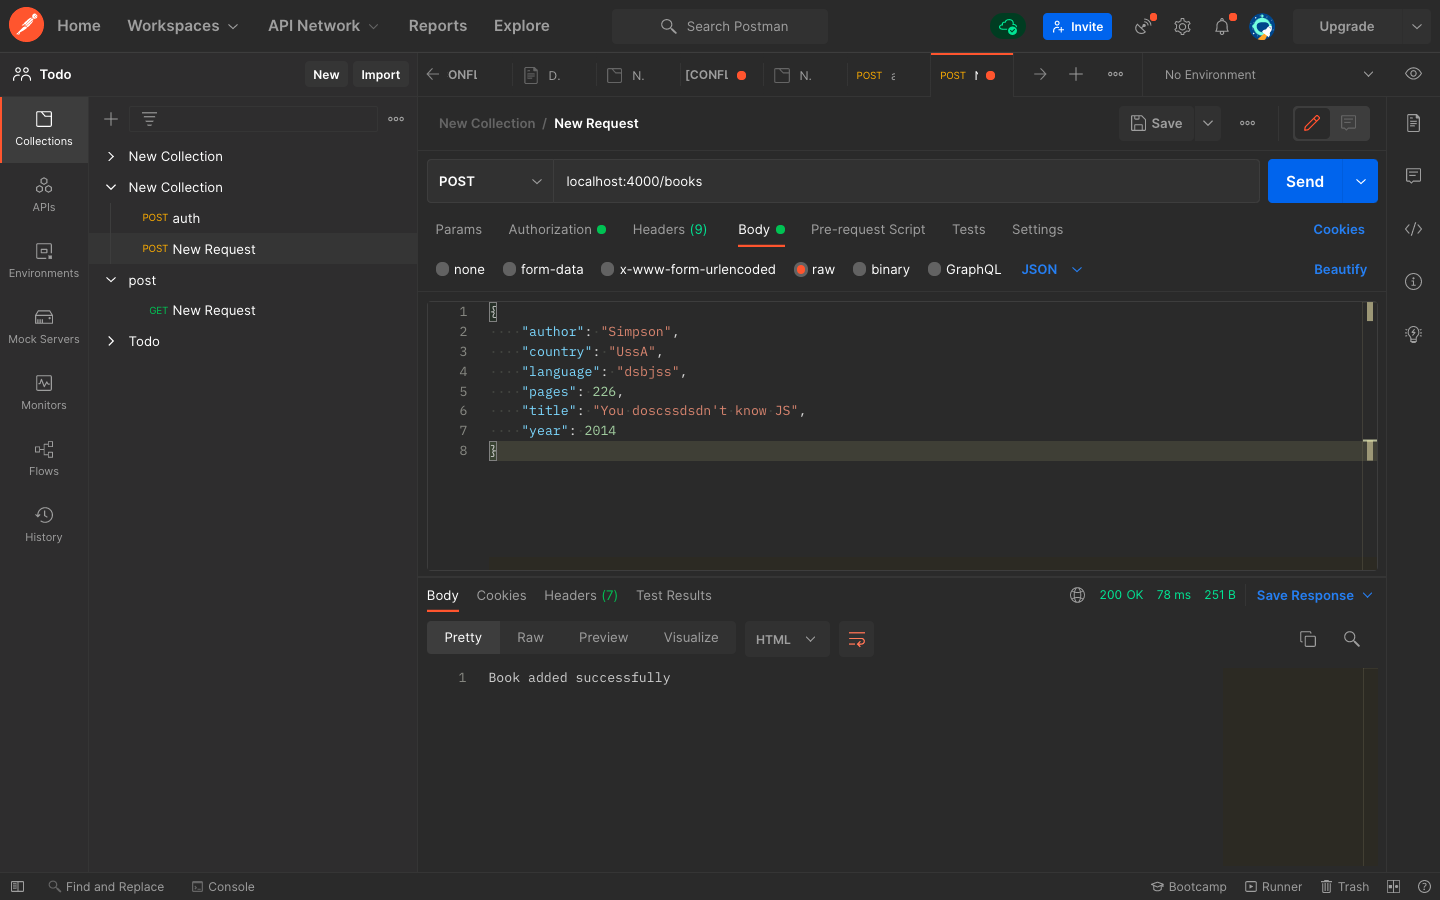 Home Workspaces API Network Reports Explore Search Postman Invite Upgrade
Todo New Import
ONFL D. N. [CONFL N. POST POST No Environment
Collections
APIs
Environments
Mock Servers
Monitors
Flows
History
New Collection
New Collection
POST auth
POST New Request
post
GET New Request
Todo
New Collection / New Request Save
POST localhost:4000/books Send
Params Authorization Headers (9) Body Pre-request Script Tests Settings Cookies
none form-data x-www-form-urlencoded raw binary GraphQL JSON Beautify
1 {
2 "author": "Simpson",
3 "country": "UssA",
4 "language": "dsbjss",
5 "pages": 226,
6 "title": "You doscssdsdn't know JS",
7 "year": 2014
8 }
Body Cookies Headers (7) Test Results 200 OK 78 ms 251 B Save Response
Pretty Raw Preview Visualize HTML
1 Book added successfully
Find and Replace Console Bootcamp Runner Trash